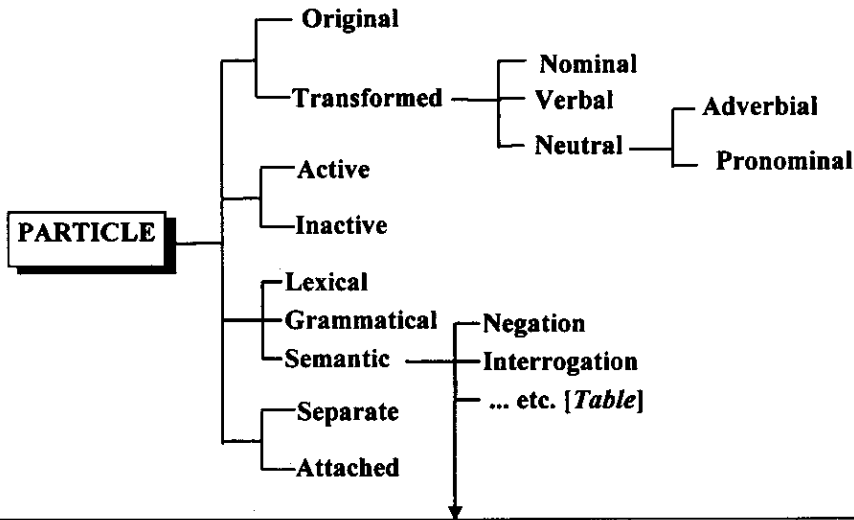 Original
Nominal
Transformed
Verbal
Adverbial
Neutral
Pronominal
Active
PARTICLE
Inactive
Lexical
Grammatical
Negation
Semantic
Interrogation
... etc. [Table]
Separate
Attached